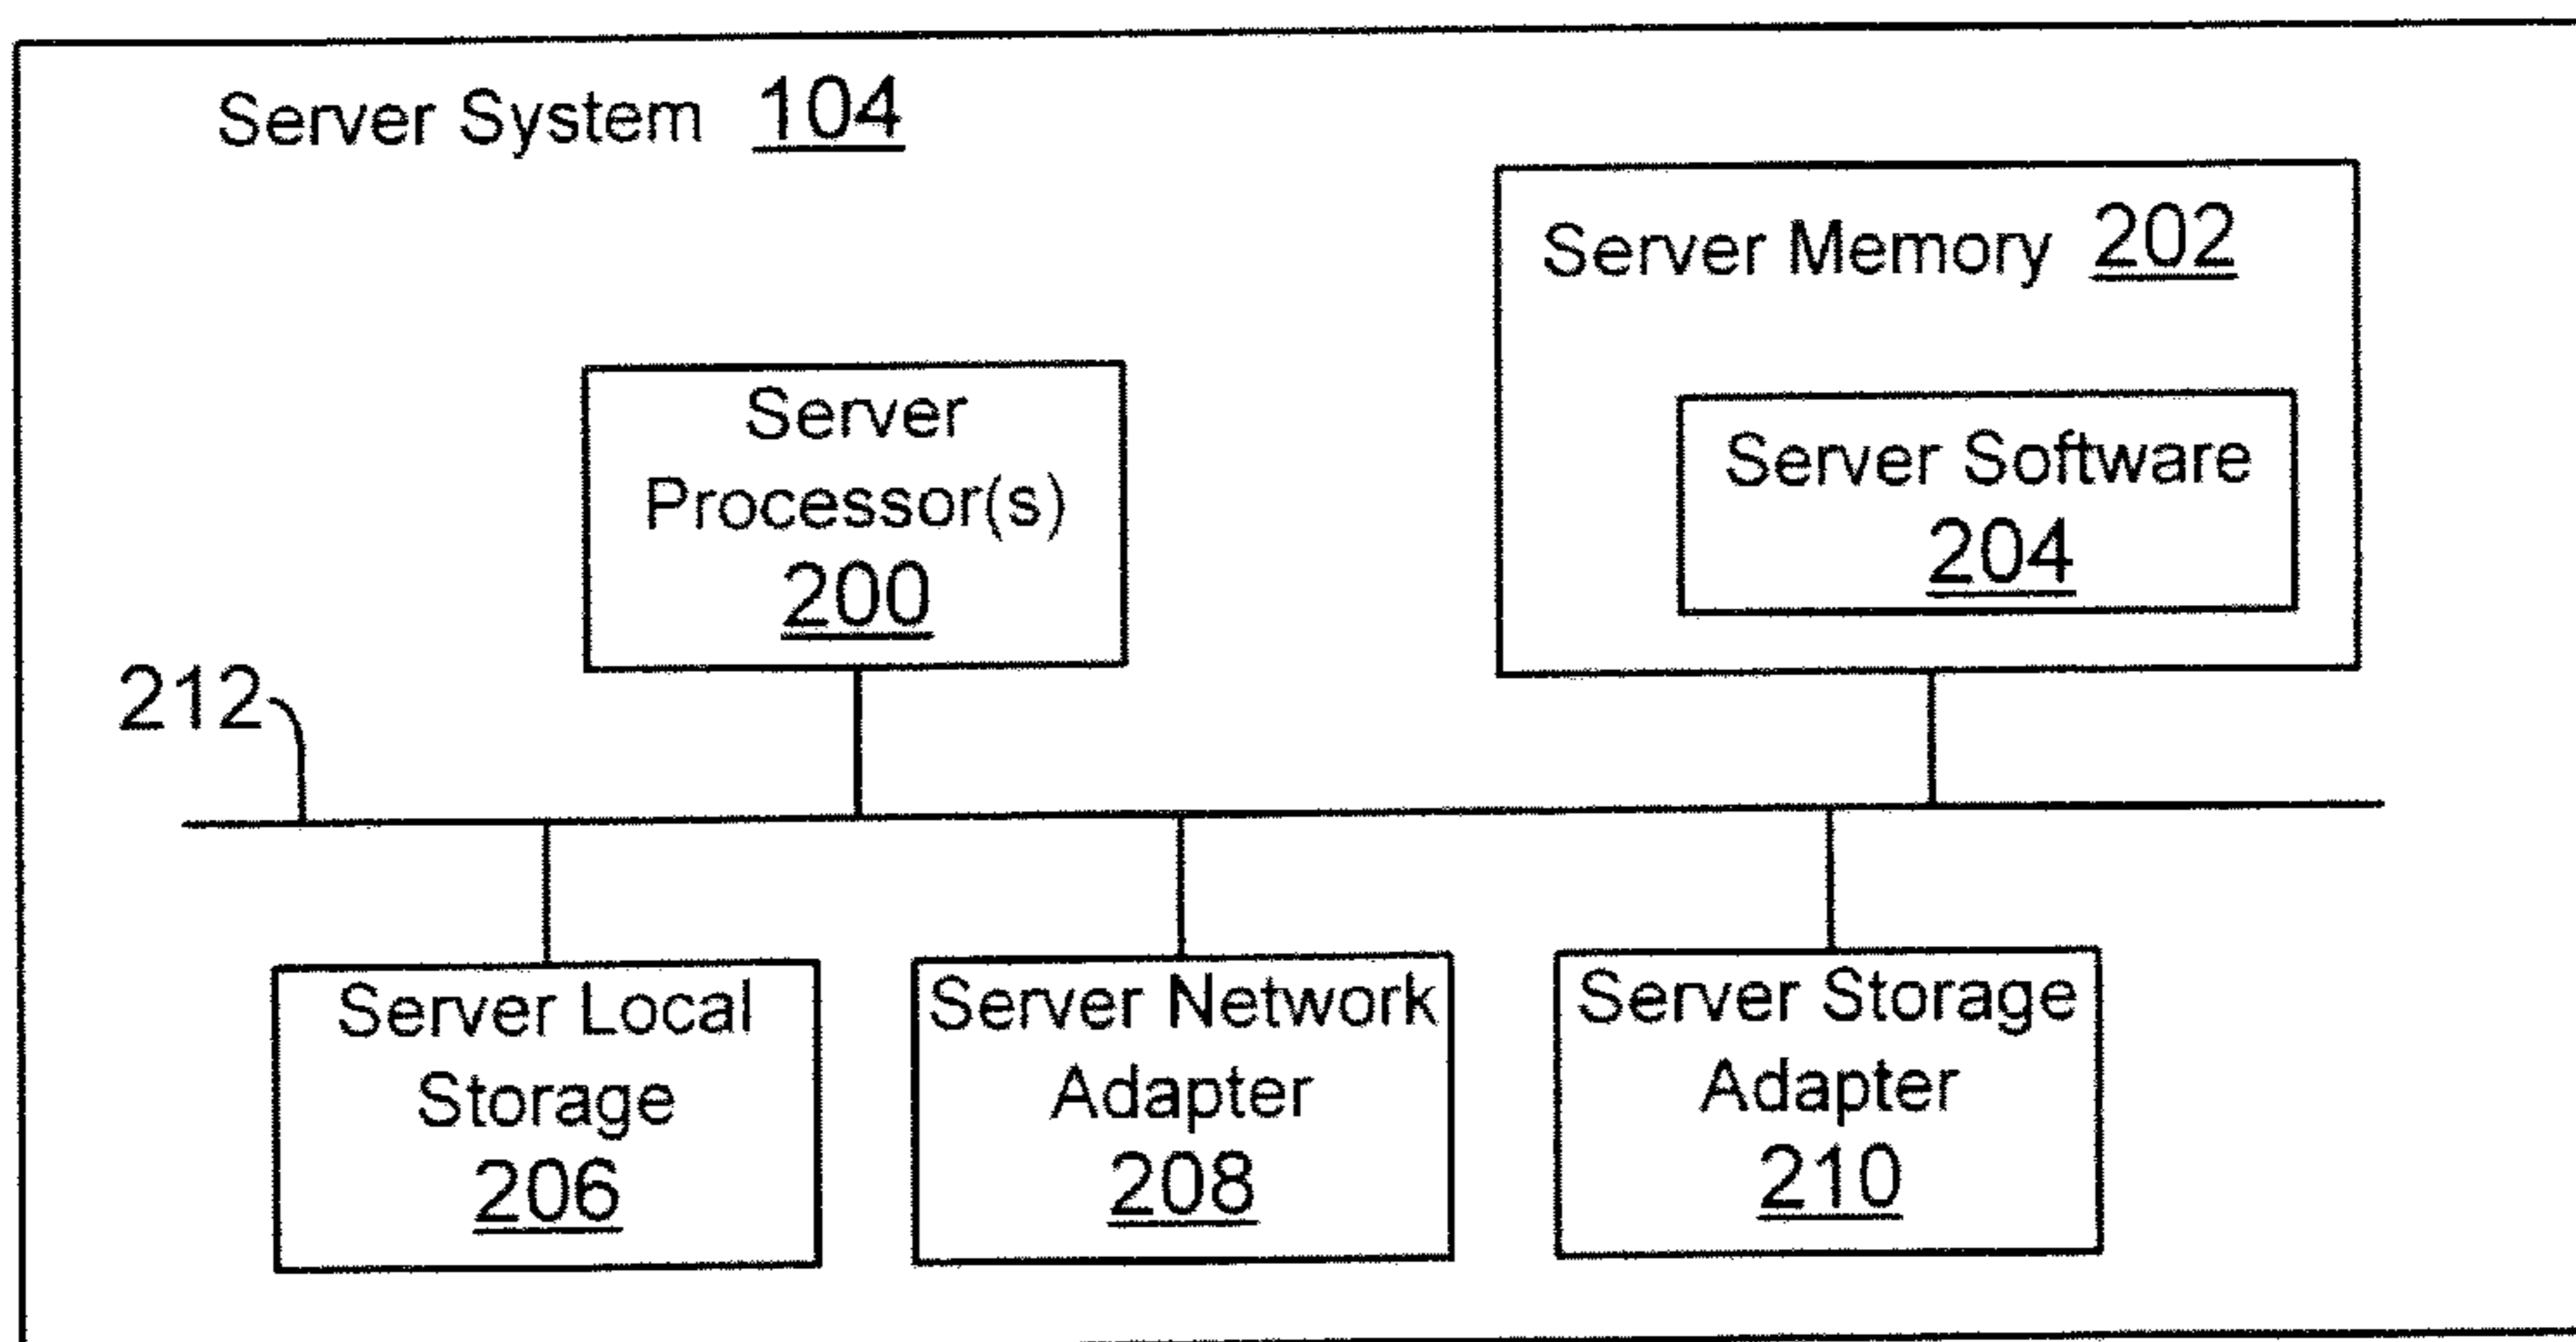 Server System 104
Server Memory 202
Server
Processor(s)
200
Server Software
204
212
Server Local
Storage
206
Server Network
Adapter
208
Server Storage
Adapter
210